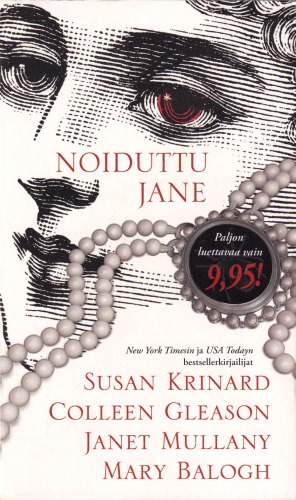 NOIDUTTU
JANE
Paljon
luettavaa vain
9,95!
New York Timesin ja USA Todayn
bestsellerkirjailijat
SUSAN KRINARD
COLLEEN GLEASON
JANET MULLANY
MARY BALOGH